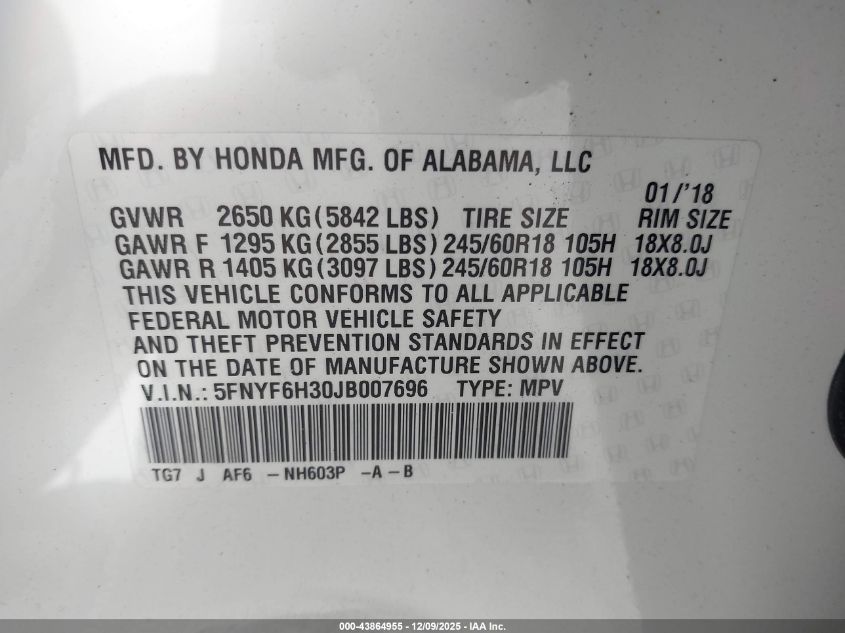 MFD. BY HONDA MFG. OF ALABAMA, LLC
01/'18
GVWR 2650 KG (5842 LBS) TIRE SIZE RIM SIZE
GAWR F 1295 KG (2855 LBS) 245/60R18 105H 18X8.0J
GAWR R 1405 KG (3097 LBS) 245/60R18 105H 18X8.0J
THIS VEHICLE CONFORMS TO ALL APPLICABLE
FEDERAL MOTOR VEHICLE SAFETY
AND THEFT PREVENTION STANDARDS IN EFFECT
ON THE DATE OF MANUFACTURE SHOWN ABOVE.
V.I.N.: 5FNYF6H30JB007696 TYPE: MPV
TG7 J AF6 -NH603P -A-B
000-43864955 - 12/09/2025 - IAA Inc.